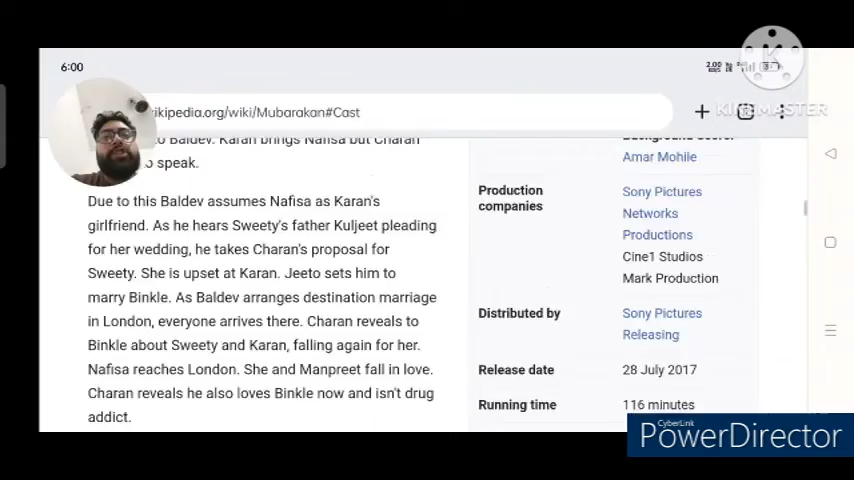 6:00
2.00
ikipedia.org/wiki/Mubarakan#Cast
KINEMASTER
to Baldev. Karan brings Nafisa but Charan
o speak.
Due to this Baldev assumes Nafisa as Karan's
girlfriend. As he hears Sweety's father Kuljeet pleading
for her wedding, he takes Charan's proposal for
Sweety. She is upset at Karan. Jeeto sets him to
marry Binkle. As Baldev arranges destination marriage
in London, everyone arrives there. Charan reveals to
Binkle about Sweety and Karan, falling again for her.
Nafisa reaches London. She and Manpreet fall in love.
Charan reveals he also loves Binkle now and isn't drug
addict.
Amar Mohile
Production
companies
Sony Pictures
Networks
Productions
Cine1 Studios
Mark Production
Distributed by
Sony Pictures
Releasing
Release date
28 July 2017
Running time
116 minutes
CyberLink
PowerDirector